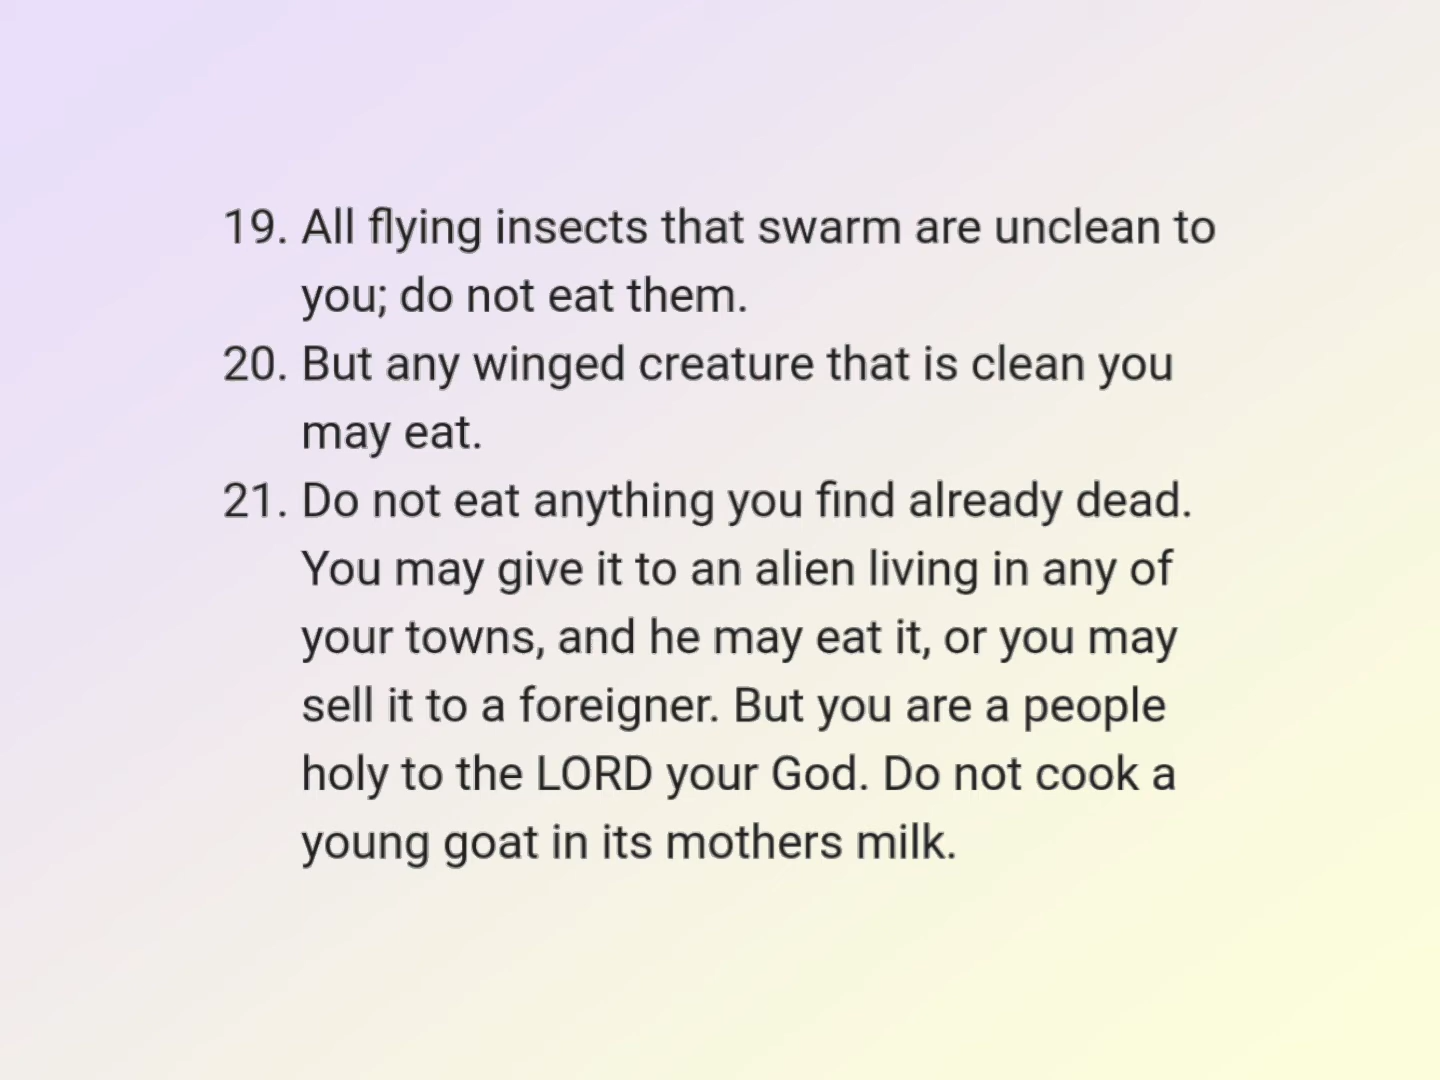 19. All flying insects that swarm are unclean to
you; do not eat them.
20. But any winged creature that is clean you
may eat.
21. Do not eat anything you find already dead.
You may give it to an alien living in any of
your towns, and he may eat it, or you may
sell it to a foreigner. But you are a people
holy to the LORD your God. Do not cook a
young goat in its mothers milk.